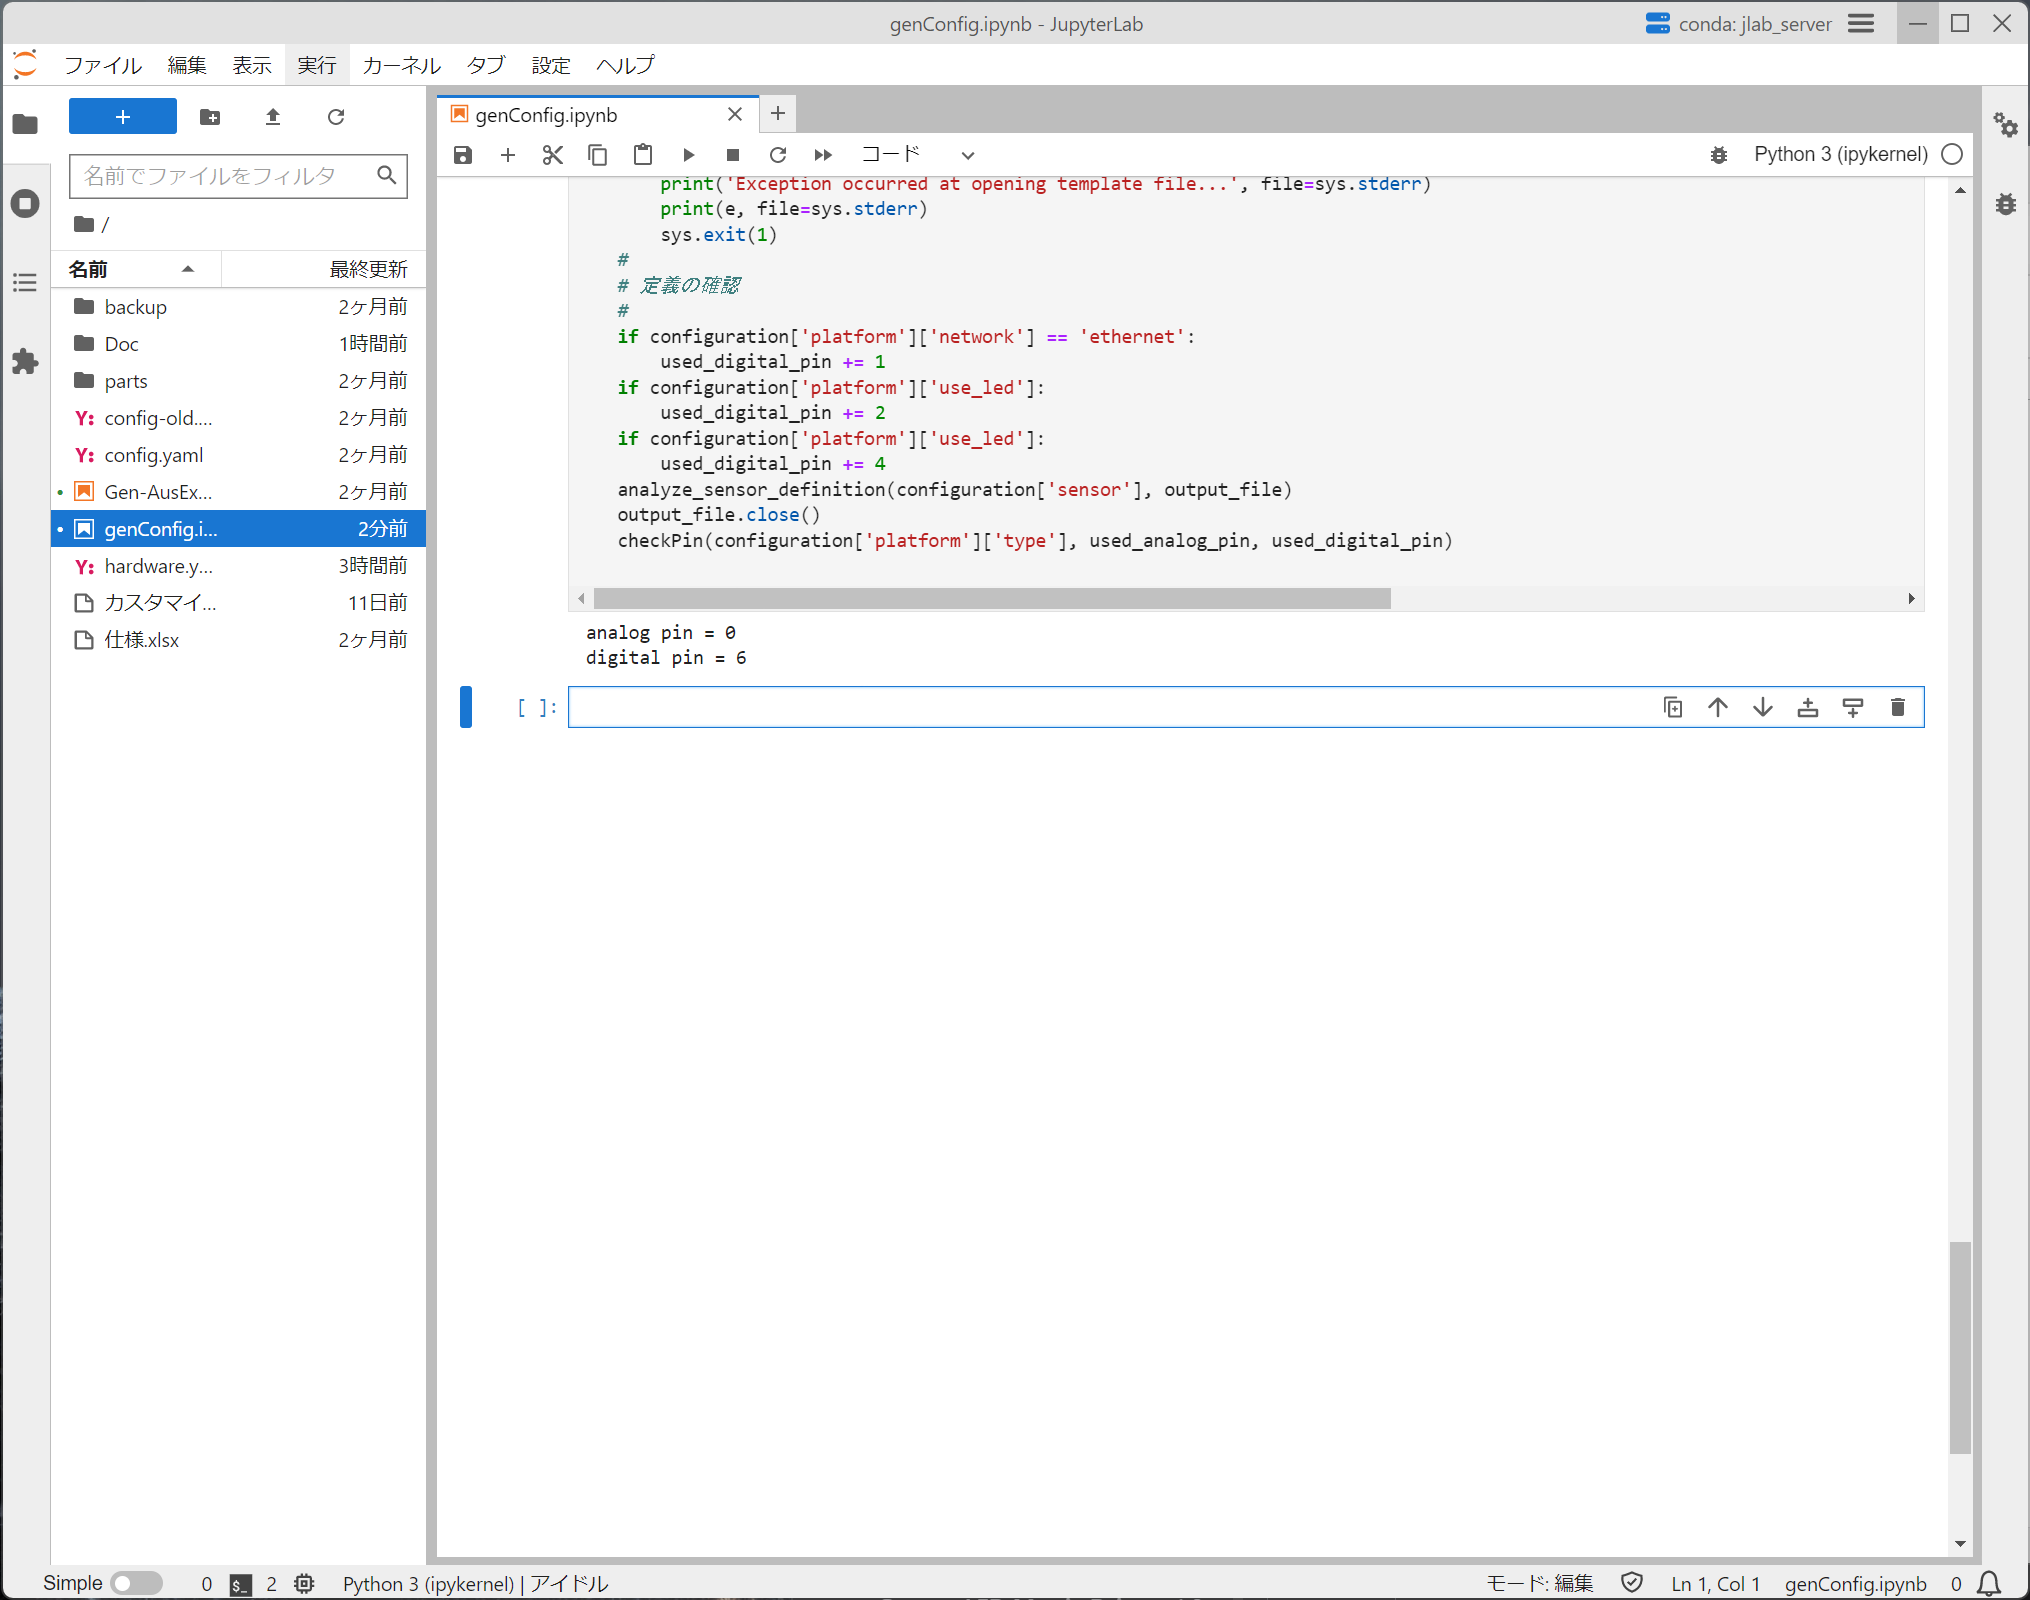 genConfig.ipynb - JupyterLab
conda: jlab_server
ファイル 編集 表示 実行 カーネル タブ 設定 ヘルプ
genConfig.ipynb
コード
Python 3 (ipykernel)
名前でファイルをフィルタ
/
名前 最終更新
backup 2ヶ月前
Doc 1時間前
parts 2ヶ月前
Y: config-old.... 2ヶ月前
Y: config.yaml 2ヶ月前
Gen-AusEx... 2ヶ月前
genConfig.i... 2分前
Y: hardware.y... 3時間前
カスタマイ... 11日前
仕様.xlsx 2ヶ月前
print('Exception occurred at opening template file...', file=sys.stderr)
print(e, file=sys.stderr)
sys.exit(1)
#
# 定義の確認
#
if configuration['platform']['network'] == 'ethernet':
used_digital_pin += 1
if configuration['platform']['use_led']:
used_digital_pin += 2
if configuration['platform']['use_led']:
used_digital_pin += 4
analyze_sensor_definition(configuration['sensor'], output_file)
output_file.close()
checkPin(configuration['platform']['type'], used_analog_pin, used_digital_pin)
analog pin = 0
digital pin = 6
[ ]:
Simple 0 $_ 2 Python 3 (ipykernel) | アイドル
モード: 編集 Ln 1, Col 1 genConfig.ipynb 0